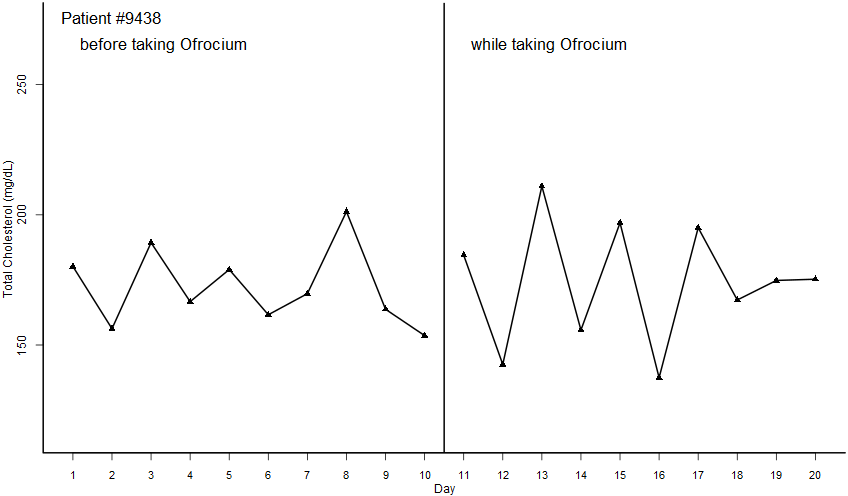 Patient #9438
before taking Ofrocium
while taking Ofrocium
Total Cholesterol (mg/dL)
250
200
150
1 2 3 4 5 6 7 8 9 10 11 12 13 14 15 16 17 18 19 20
Day